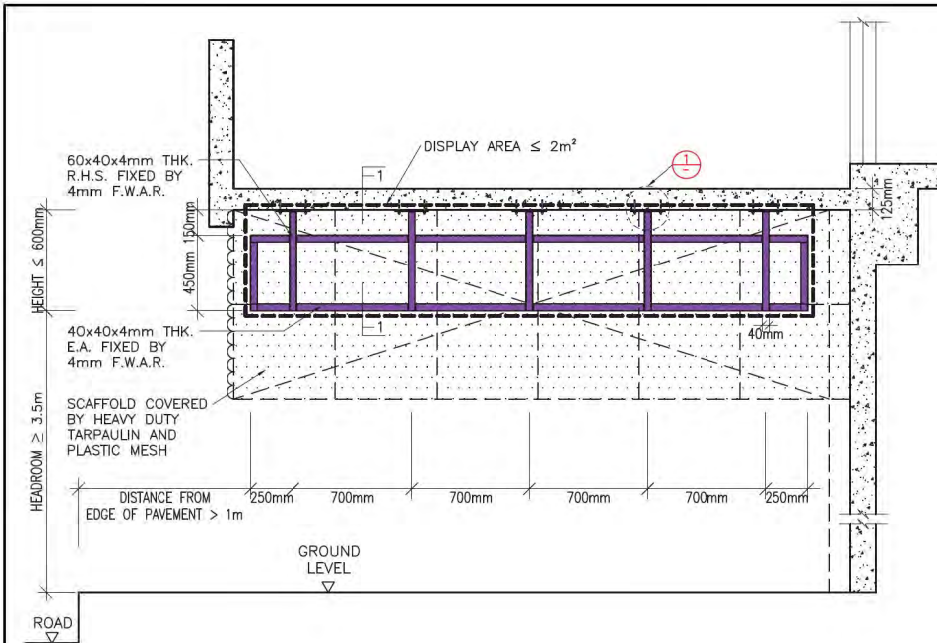 DISPLAY AREA ≤ 2m²
1
-
60x40x4mm THK.
R.H.S. FIXED BY
4mm F.W.A.R.
1
125mm
HEIGHT ≤ 600mm
150mm
450mm
1
40x40x4mm THK.
E.A. FIXED BY
4mm F.W.A.R.
40mm
SCAFFOLD COVERED
BY HEAVY DUTY
TARPAULIN AND
PLASTIC MESH
HEADROOM ≥ 3.5m
DISTANCE FROM
EDGE OF PAVEMENT > 1m
250mm
700mm
700mm
700mm
700mm
250mm
GROUND
LEVEL
ROAD